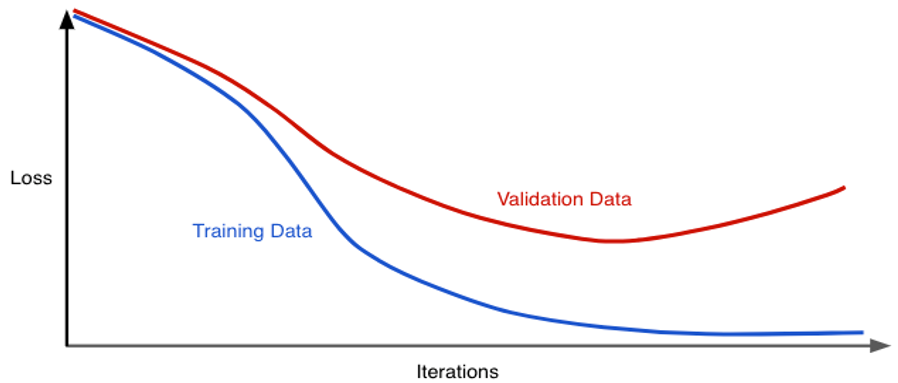 Loss
Validation Data
Training Data
Iterations